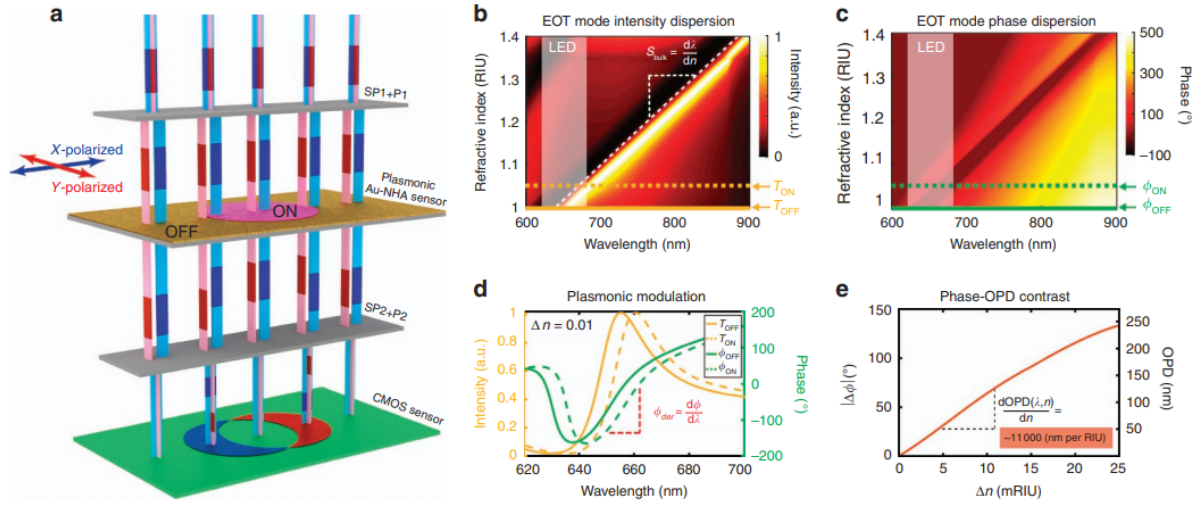 a
SP1+P1
X-polarized
Y-polarized
Plasmonic
Au-NHA sensor
ON
OFF
SP2+P2
CMOS sensor
b
EOT mode intensity dispersion
LED
S_bulk = dλ/dn
Refractive index (RIU)
1.4
1.3
1.2
1.1
1
600 700 800 900
Wavelength (nm)
1
0
Intensity (a.u.)
T_ON
T_OFF
c
EOT mode phase dispersion
LED
Refractive index (RIU)
1.4
1.3
1.2
1.1
1
600 700 800 900
Wavelength (nm)
500
300
100
−100
Phase (°)
ϕ_ON
ϕ_OFF
d
Plasmonic modulation
Δn = 0.01
T_OFF
T_ON
ϕ_OFF
ϕ_ON
ϕ_der = dϕ/dλ
Intensity (a.u.)
1
0.8
0.6
0.4
0.2
0
620 640 660 680 700
Wavelength (nm)
200
100
0
−100
−200
Phase (°)
e
Phase-OPD contrast
|Δϕ|(°)
150
100
50
0
0 5 10 15 20 25
Δn (mRIU)
250
200
150
100
50
OPD (nm)
dOPD(λ,n)/dn =
~11 000 (nm per RIU)